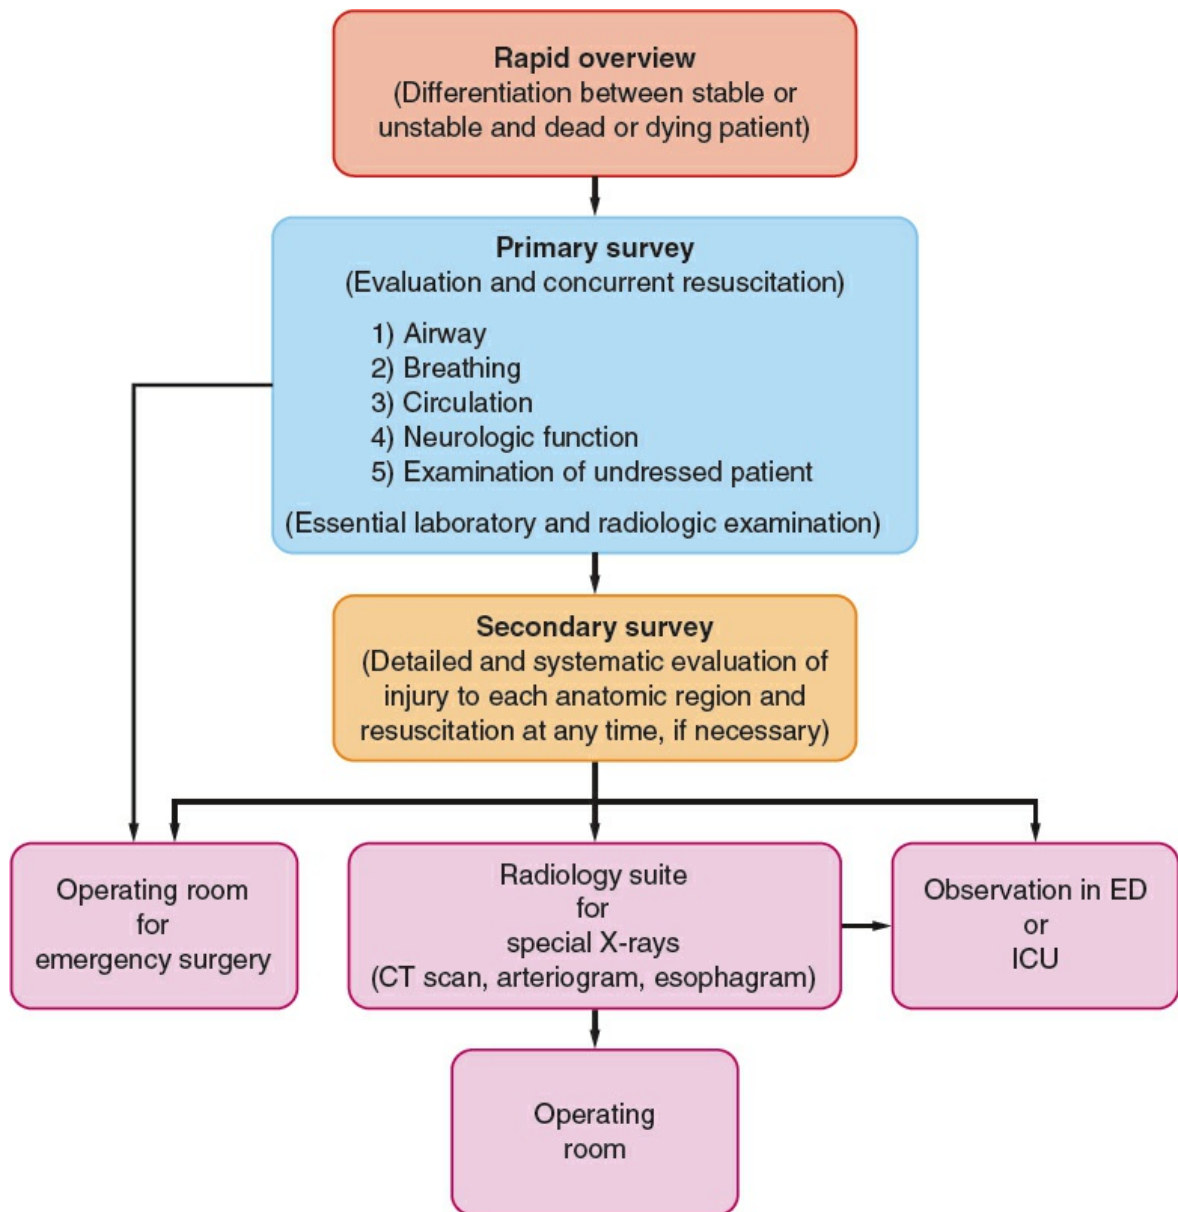 Rapid overview
(Differentiation between stable or
unstable and dead or dying patient)
Primary survey
(Evaluation and concurrent resuscitation)
1) Airway
2) Breathing
3) Circulation
4) Neurologic function
5) Examination of undressed patient
(Essential laboratory and radiologic examination)
Secondary survey
(Detailed and systematic evaluation of
injury to each anatomic region and
resuscitation at any time, if necessary)
Operating room
for
emergency surgery
Radiology suite
for
special X-rays
(CT scan, arteriogram, esophagram)
Observation in ED
or
ICU
Operating
room